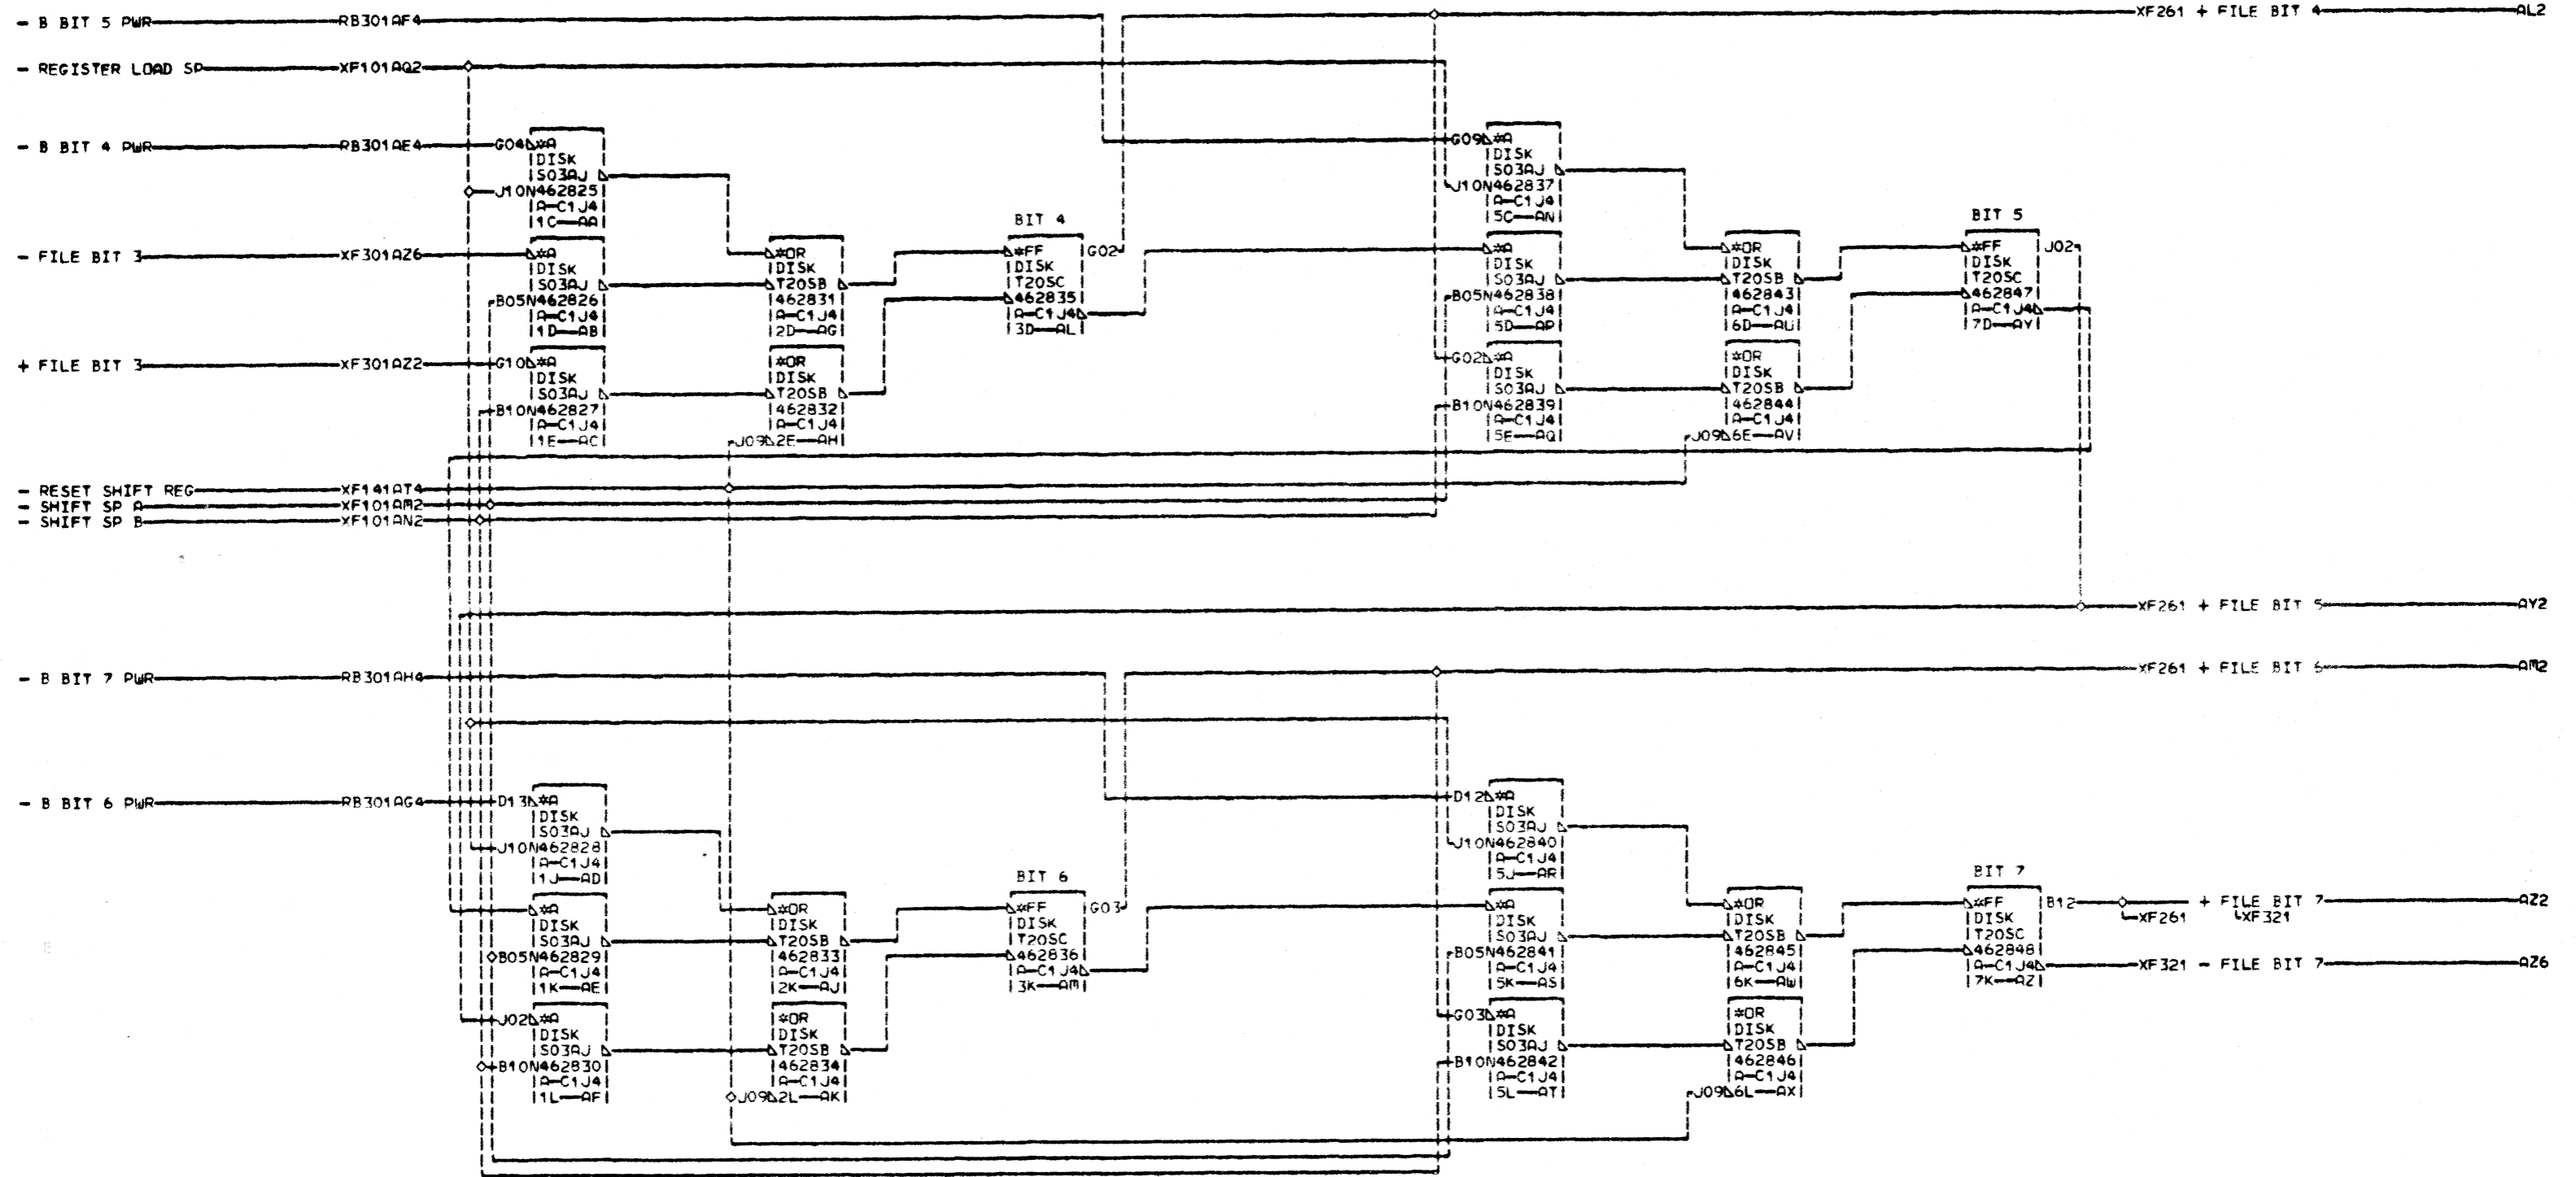 - B BIT 5 PWR RB301AF4 XF261 + FILE BIT 4 AL2
- REGISTER LOAD SP XF101AQ2
- B BIT 4 PWR RB301AE4 G04 *A
DISK
S03AJ
J10N462825
A-C1J4
1C-AA
- FILE BIT 3 XF301AZ6 *A
DISK
S03AJ
B05N462826
A-C1J4
1D-AB
+ FILE BIT 3 XF301AZ2 G10 *A
DISK
S03AJ
B10N462827
A-C1J4
1E-AC
*OR
DISK
T20SB
462831
A-C1J4
2D-AG
*OR
DISK
T20SB
462832
A-C1J4
J09 2E-AH
BIT 4
*FF G02
DISK
T20SC
462835
A-C1J4
3D-AL
G09 *A
DISK
S03AJ
J10N462837
A-C1J4
5C-AN
*A
DISK
S03AJ
B05N462838
A-C1J4
5D-AP
G02 *A
DISK
S03AJ
B10N462839
A-C1J4
5E-AQ
*OR
DISK
T20SB
462843
A-C1J4
6D-AU
*OR
DISK
T20SB
462844
A-C1J4
J09 6E-AV
BIT 5
*FF J02
DISK
T20SC
462847
A-C1J4
7D-AY
- RESET SHIFT REG XF141AT4
- SHIFT SP A XF101AM2
- SHIFT SP B XF101AN2
XF261 + FILE BIT 5 AY2
- B BIT 7 PWR RB301AH4 XF261 + FILE BIT 6 AM2
- B BIT 6 PWR RB301AG4 D13 *A
DISK
S03AJ
J10N462828
A-C1J4
1J-AD
*A
DISK
S03AJ
B05N462829
A-C1J4
1K-AE
J02 *A
DISK
S03AJ
B10N462830
A-C1J4
1L-AF
*OR
DISK
T20SB
462833
A-C1J4
2K-AJ
*OR
DISK
T20SB
462834
A-C1J4
J09 2L-AK
BIT 6
*FF G03
DISK
T20SC
462836
A-C1J4
3K-AM
D12 *A
DISK
S03AJ
J10N462840
A-C1J4
5J-AR
*A
DISK
S03AJ
B05N462841
A-C1J4
5K-AS
G03 *A
DISK
S03AJ
B10N462842
A-C1J4
5L-AT
*OR
DISK
T20SB
462845
A-C1J4
6K-AW
*OR
DISK
T20SB
462846
A-C1J4
J09 6L-AX
BIT 7
*FF B12 + FILE BIT 7 AZ2
DISK XF261 XF321
T20SC
462848
A-C1J4 XF321 - FILE BIT 7 AZ6
7K-AZ